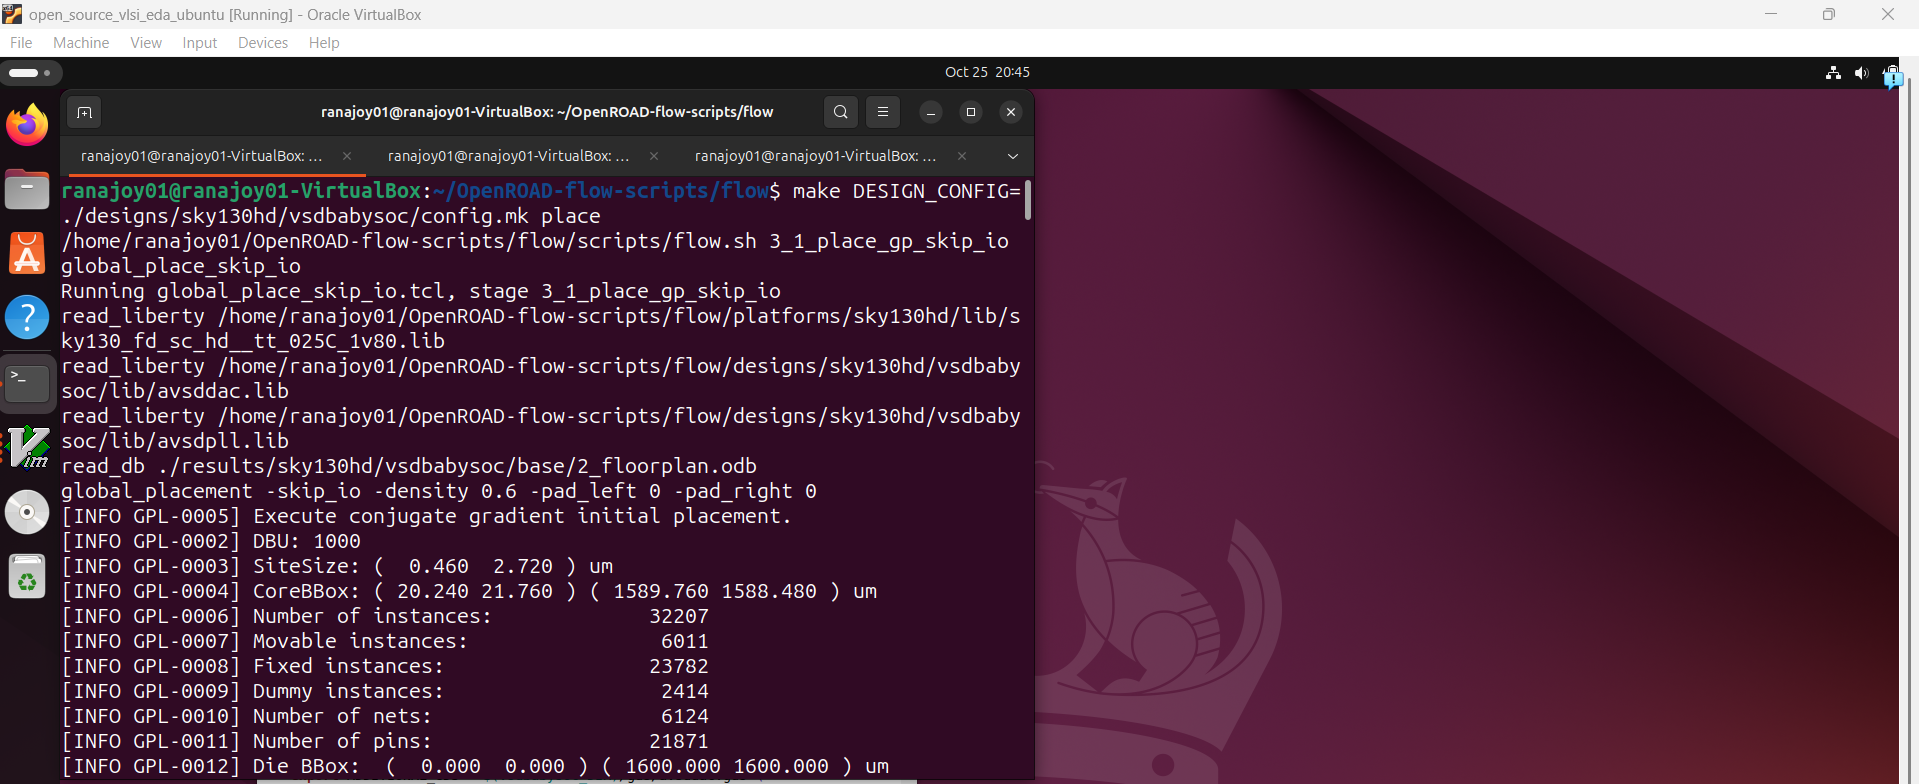 open_source_vlsi_eda_ubuntu [Running] - Oracle VirtualBox
File Machine View Input Devices Help
Oct 25 20:45
ranajoy01@ranajoy01-VirtualBox: ~/OpenROAD-flow-scripts/flow
ranajoy01@ranajoy01-VirtualBox: ... ranajoy01@ranajoy01-VirtualBox: ... ranajoy01@ranajoy01-VirtualBox: ...
ranajoy01@ranajoy01-VirtualBox:~/OpenROAD-flow-scripts/flow$ make DESIGN_CONFIG=
./designs/sky130hd/vsdbabysoc/config.mk place
/home/ranajoy01/OpenROAD-flow-scripts/flow/scripts/flow.sh 3_1_place_gp_skip_io
global_place_skip_io
Running global_place_skip_io.tcl, stage 3_1_place_gp_skip_io
read_liberty /home/ranajoy01/OpenROAD-flow-scripts/flow/platforms/sky130hd/lib/s
ky130_fd_sc_hd__tt_025C_1v80.lib
read_liberty /home/ranajoy01/OpenROAD-flow-scripts/flow/designs/sky130hd/vsdbaby
soc/lib/avsddac.lib
read_liberty /home/ranajoy01/OpenROAD-flow-scripts/flow/designs/sky130hd/vsdbaby
soc/lib/avsdpll.lib
read_db ./results/sky130hd/vsdbabysoc/base/2_floorplan.odb
global_placement -skip_io -density 0.6 -pad_left 0 -pad_right 0
[INFO GPL-0005] Execute conjugate gradient initial placement.
[INFO GPL-0002] DBU: 1000
[INFO GPL-0003] SiteSize: (  0.460  2.720 ) um
[INFO GPL-0004] CoreBBox: ( 20.240 21.760 ) ( 1589.760 1588.480 ) um
[INFO GPL-0006] Number of instances:             32207
[INFO GPL-0007] Movable instances:                6011
[INFO GPL-0008] Fixed instances:                 23782
[INFO GPL-0009] Dummy instances:                  2414
[INFO GPL-0010] Number of nets:                   6124
[INFO GPL-0011] Number of pins:                  21871
[INFO GPL-0012] Die BBox:  (  0.000  0.000 ) ( 1600.000 1600.000 ) um